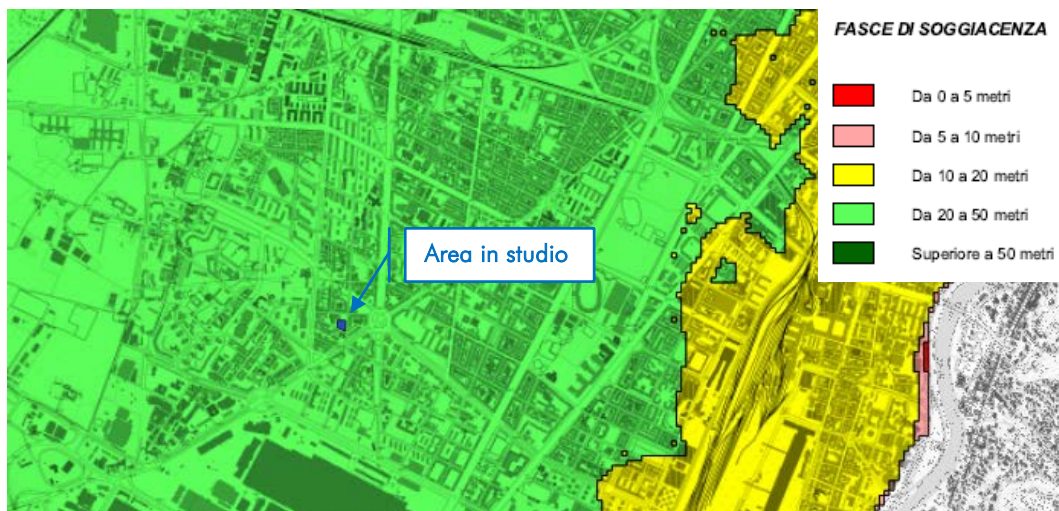 FASCE DI SOGGIACENZA
Da 0 a 5 metri
Da 5 a 10 metri
Da 10 a 20 metri
Da 20 a 50 metri
Superiore a 50 metri
Area in studio